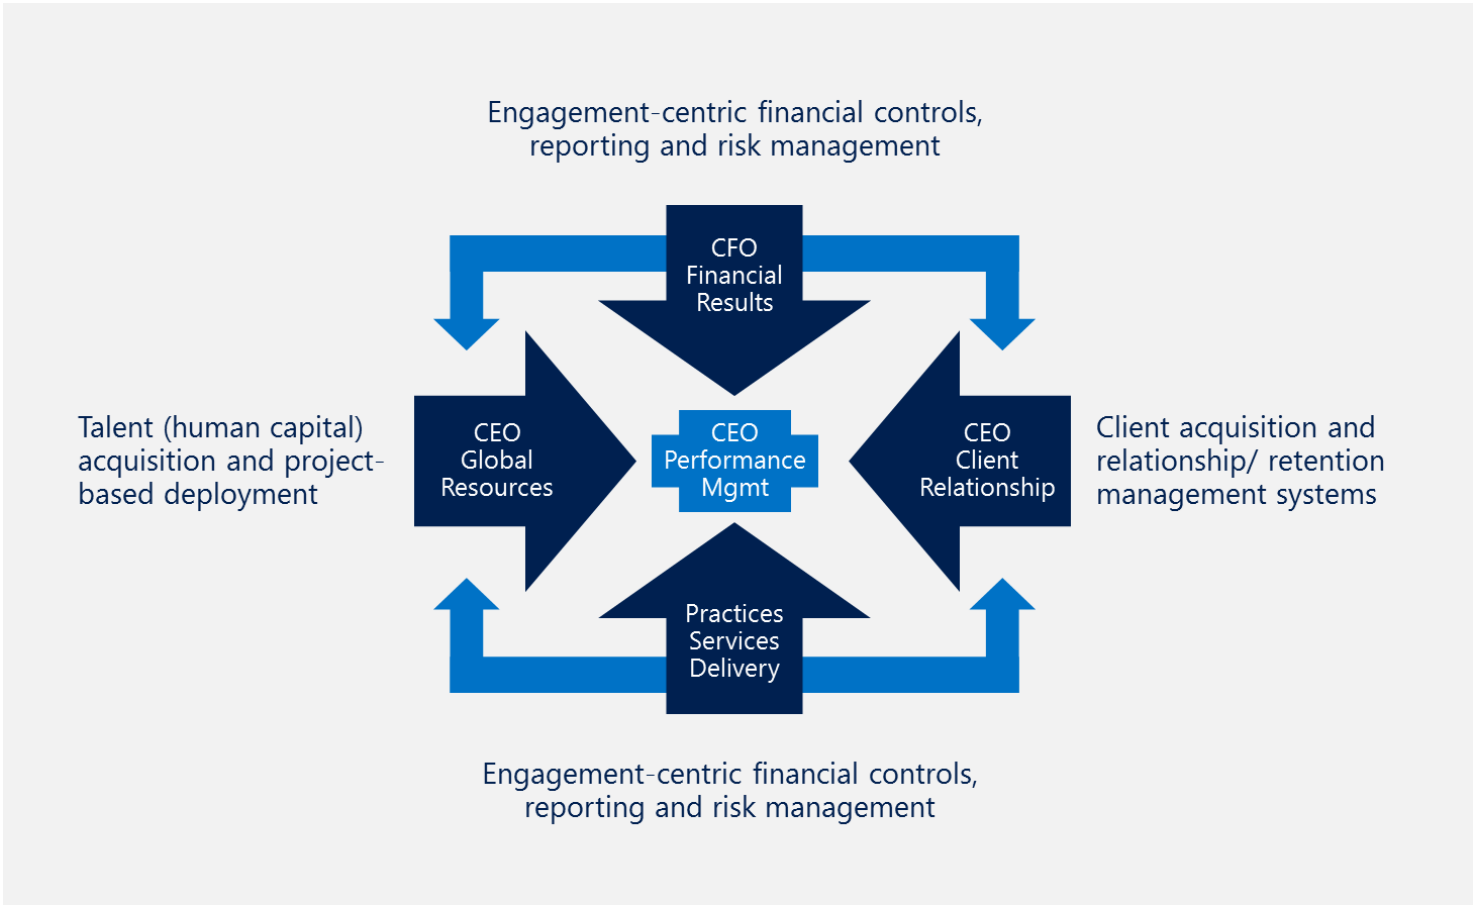 Engagement-centric financial controls,
reporting and risk management
CFO
Financial
Results
Talent (human capital)
acquisition and project-
based deployment
CEO
Global
Resources
CEO
Performance
Mgmt
CEO
Client
Relationship
Client acquisition and
relationship/ retention
management systems
Practices
Services
Delivery
Engagement-centric financial controls,
reporting and risk management